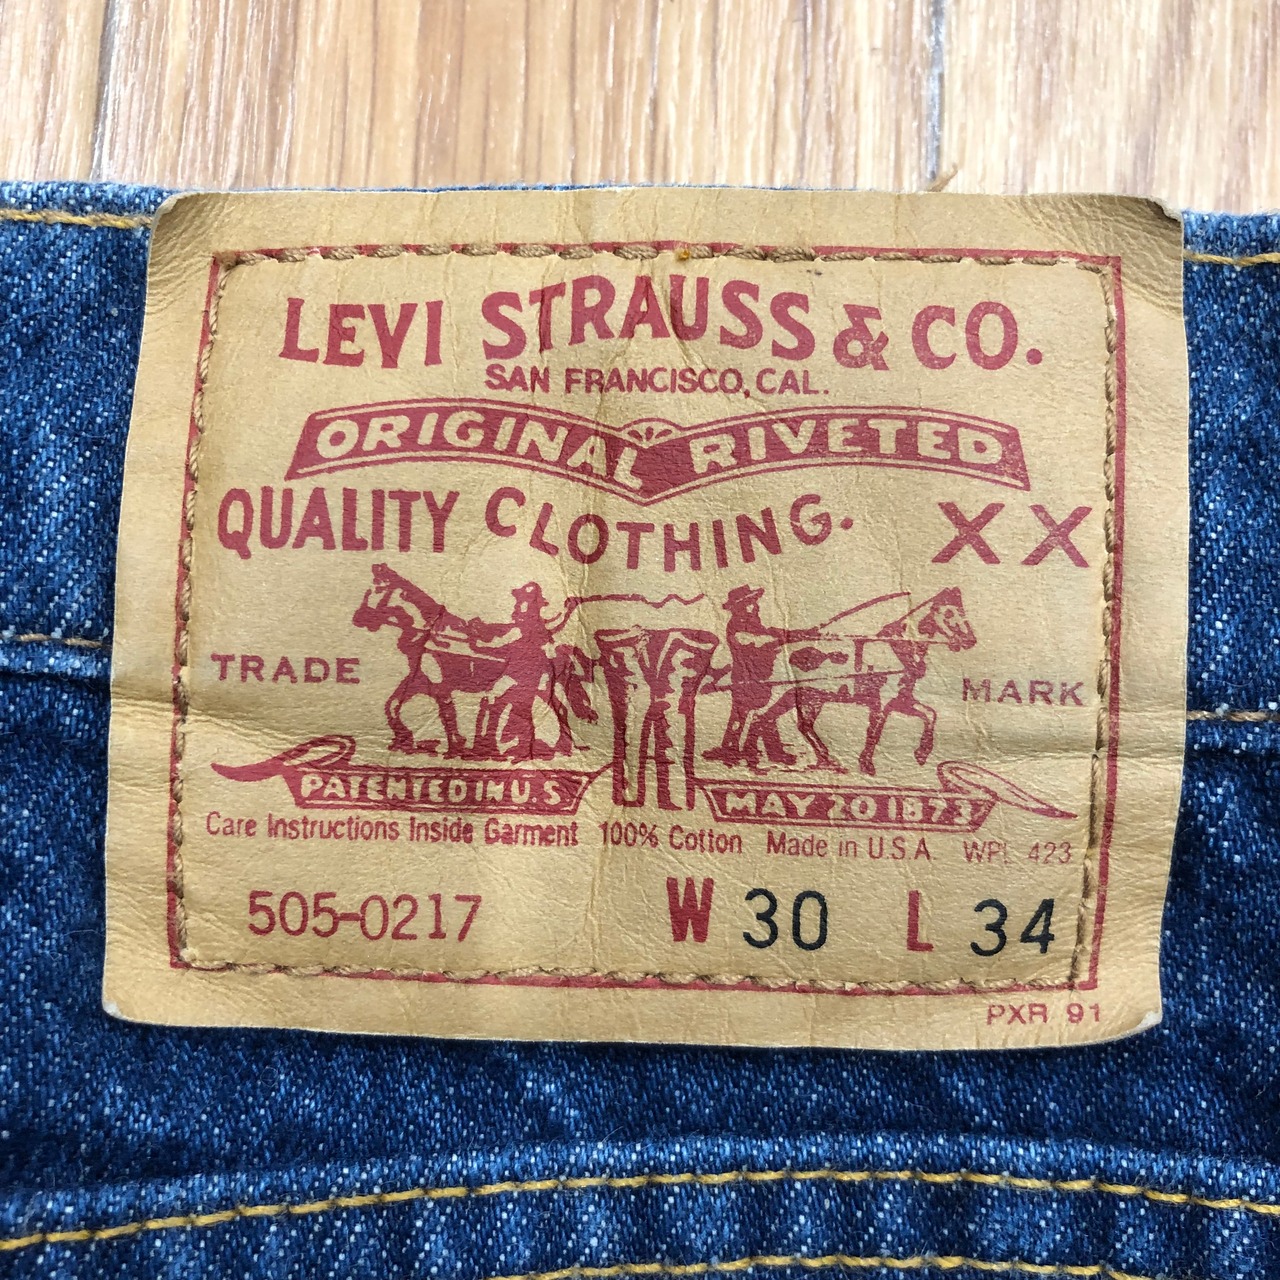 LEVI STRAUSS & CO.
SAN FRANCISCO, CAL.
ORIGINAL RIVETED
QUALITY CLOTHING. XX
TRADE MARK
PATENTED IN U.S. MAY 20 1873
Care Instructions Inside Garment 100% Cotton Made in U.S.A. WPL 423
505-0217 W 30 L 34
PXR 91